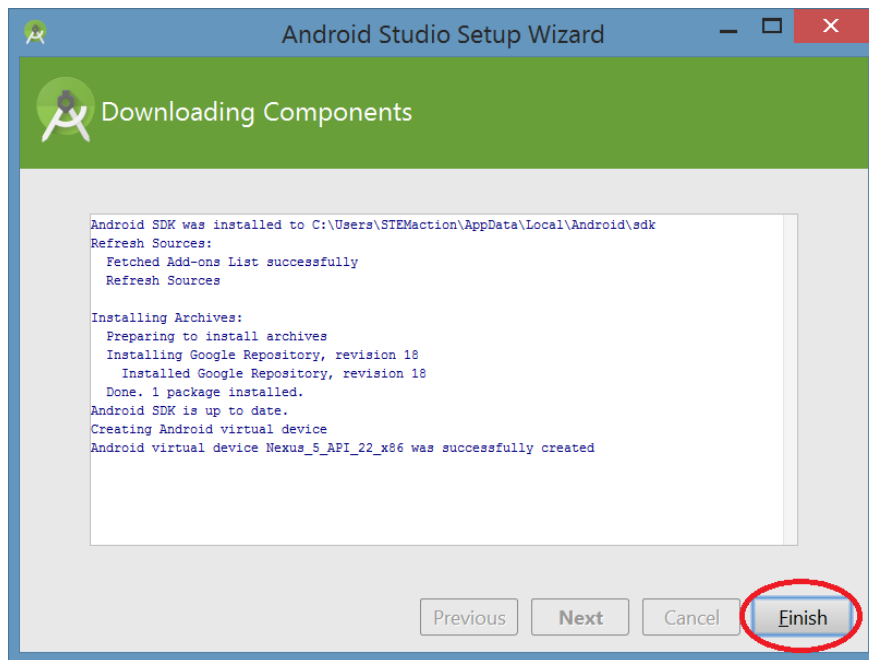 Android Studio Setup Wizard
Downloading Components
Android SDK was installed to C:\Users\STEMaction\AppData\Local\Android\sdk
Refresh Sources:
Fetched Add-ons List successfully
Refresh Sources
Installing Archives:
Preparing to install archives
Installing Google Repository, revision 18
Installed Google Repository, revision 18
Done. 1 package installed.
Android SDK is up to date.
Creating Android virtual device
Android virtual device Nexus_5_API_22_x86 was successfully created
Previous Next Cancel Finish